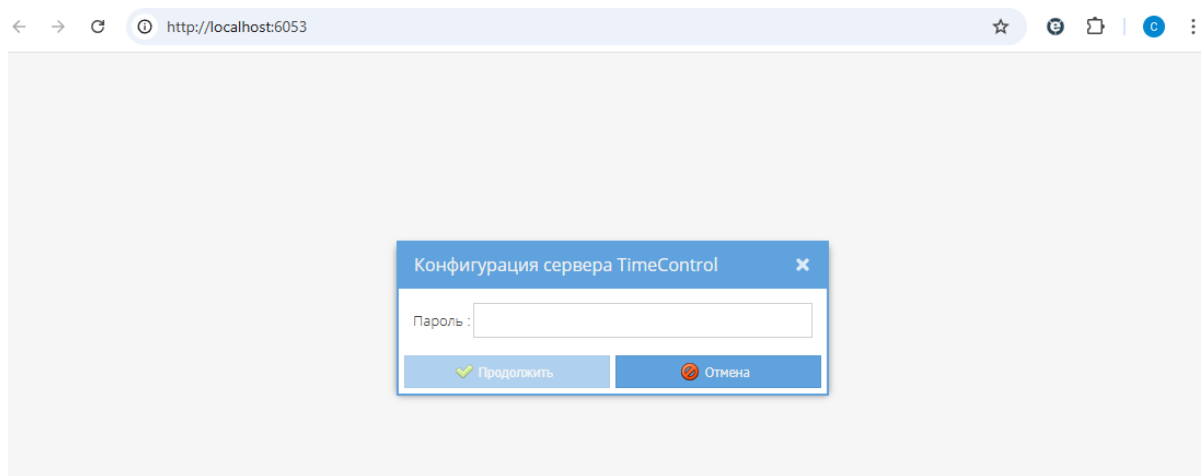 http://localhost:6053
C
Конфигурация сервера TimeControl
Пароль :
Продолжить
Отмена